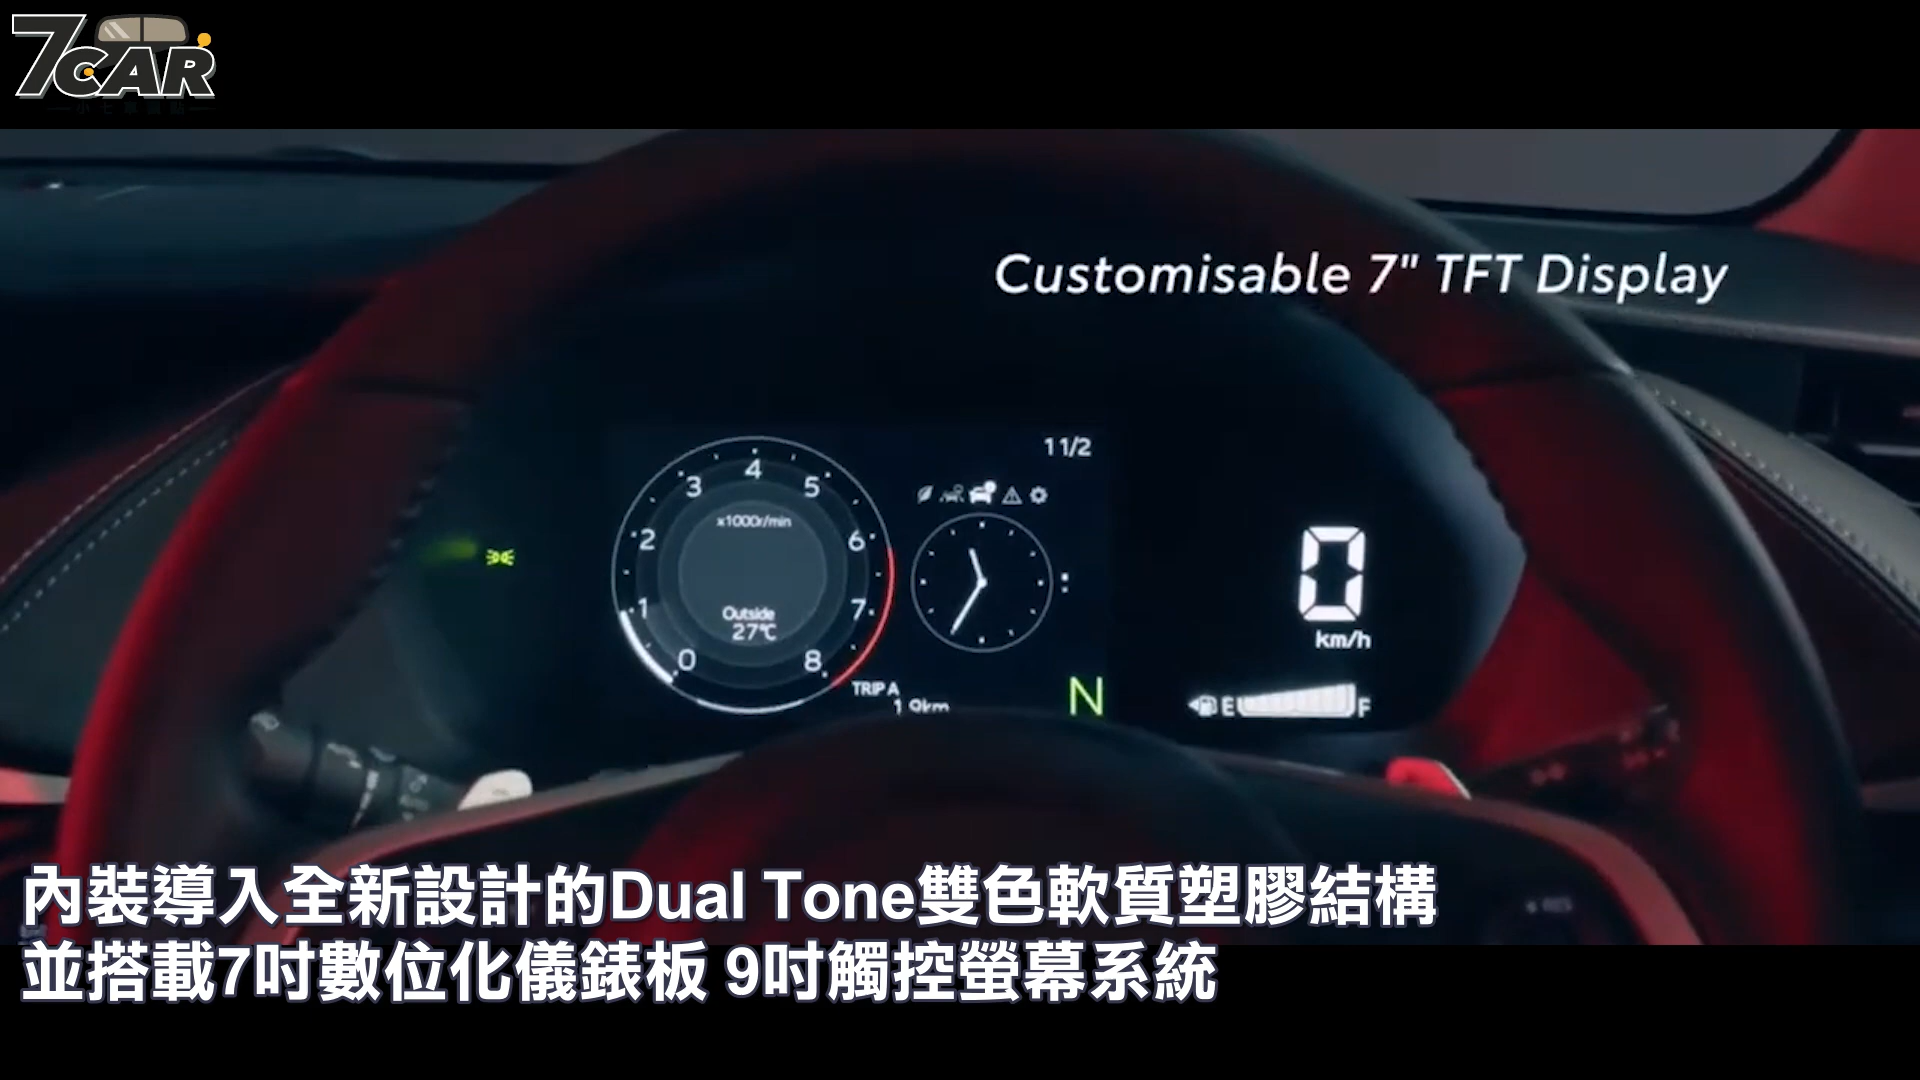 7CAR
Customisable 7" TFT Display
11/2
4
3 5
x1000r/min
2 6
Outside
1 7
27°C
0 8
TRIP A
1.9km
N
0
km/h
E F
內裝導入全新設計的Dual Tone雙色軟質塑膠結構
並搭載7吋數位化儀錶板 9吋觸控螢幕系統